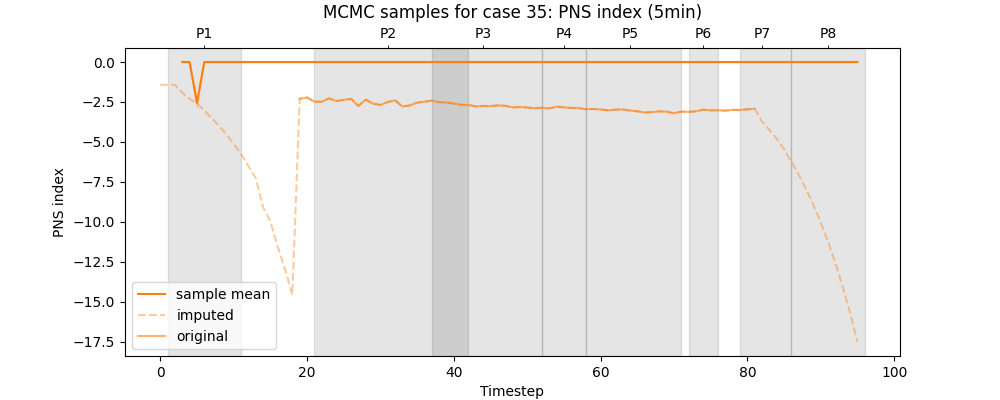 MCMC samples for case 35: PNS index (5min)
P1 P2 P3 P4 P5 P6 P7 P8
0.0
−2.5
−5.0
−7.5
−10.0
−12.5
−15.0
−17.5
PNS index
sample mean
imputed
original
0 20 40 60 80 100
Timestep